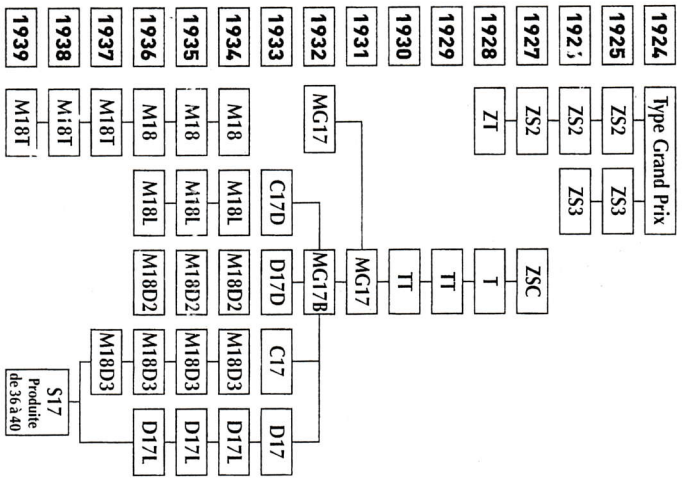 1924 Type Grand Prix
1925 ZS2 ZS3
1926 ZS2 ZS3
1927 ZS2 ZSC
1928 ZT T
1929 TT
1930 TT
1931 MG17
1932 MG17 MG17B
1933 C17D D17D C17 D17
1934 M18 M18L M18D2 M18D3 D17L
1935 M18 M18L M18D2 M18D3 D17L
1936 M18 M18L M18D2 M18D3 D17L
1937 M18T M18D3
1938 M18T
1939 M18T
S17
Produite
de 36 à 40